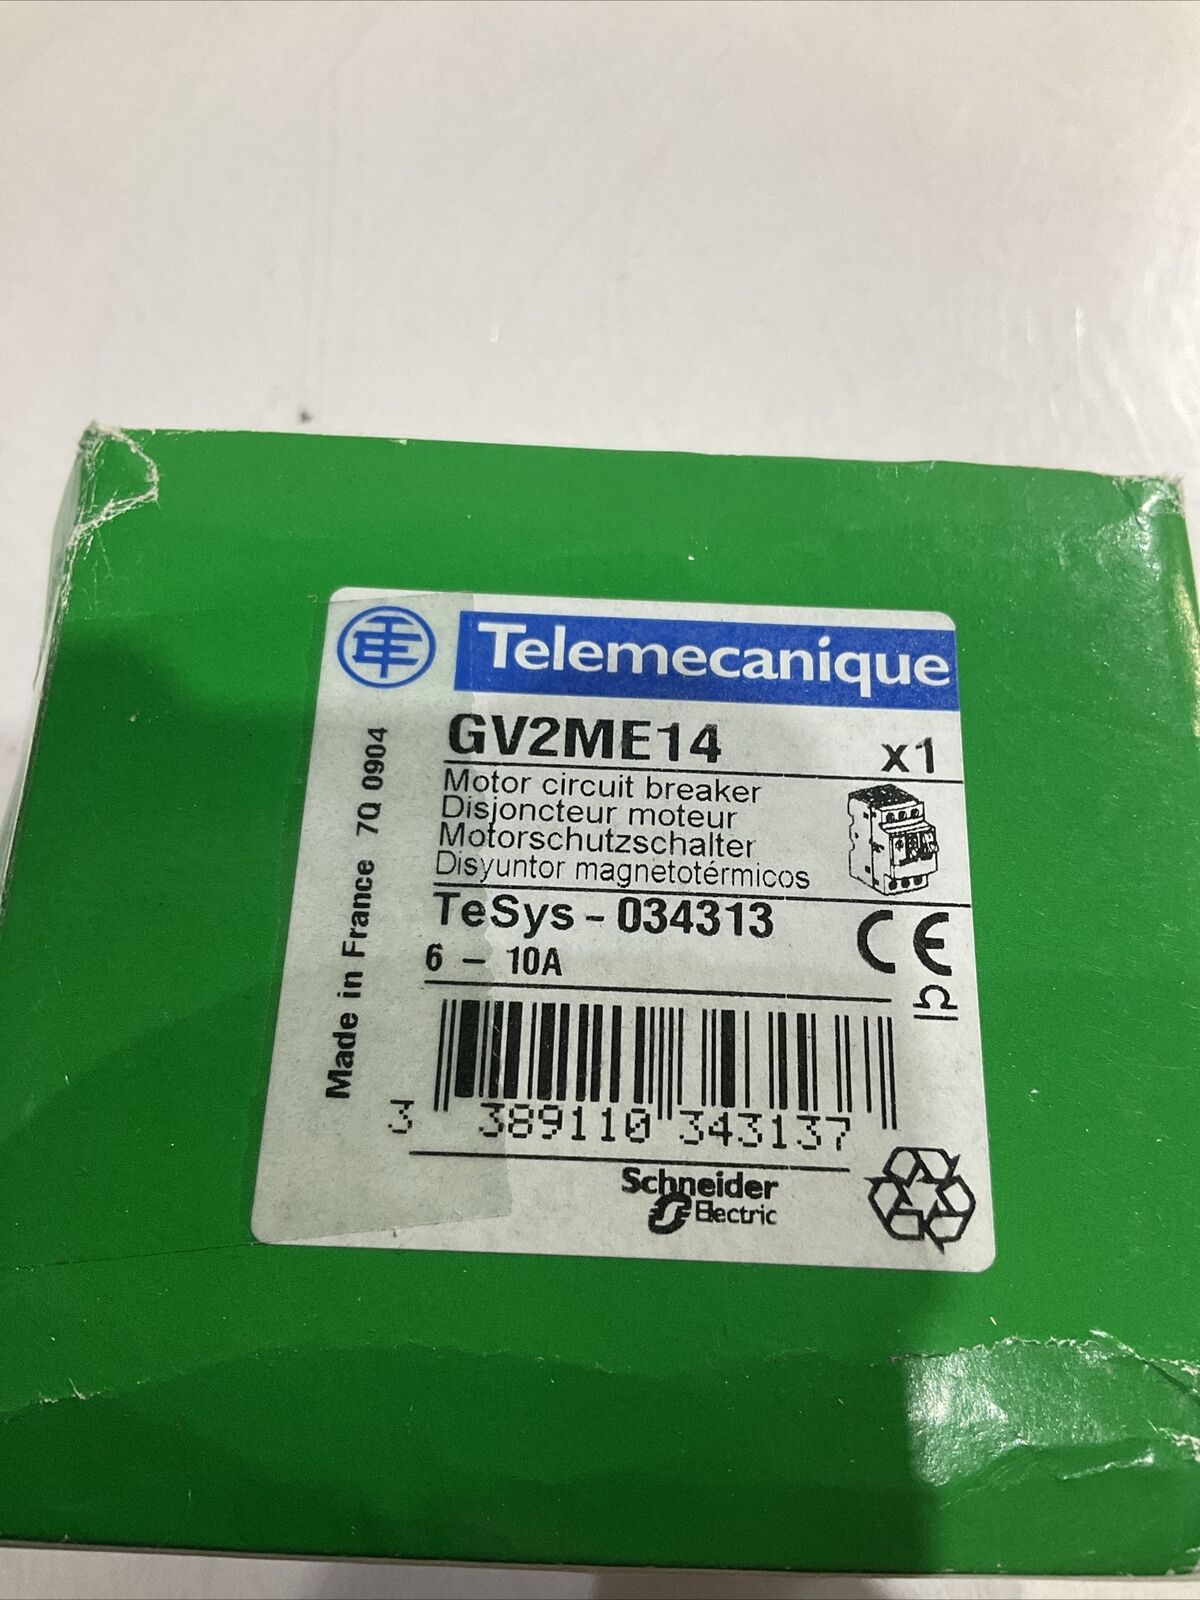 Telemecanique
GV2ME14 x1
Motor circuit breaker
Disjoncteur moteur
Motorschutzschalter
Disyuntor magnetotérmicos
TeSys - 034313
6 - 10A
CE
Made in France 7Q 0904
3 389110 343137
Schneider
Electric